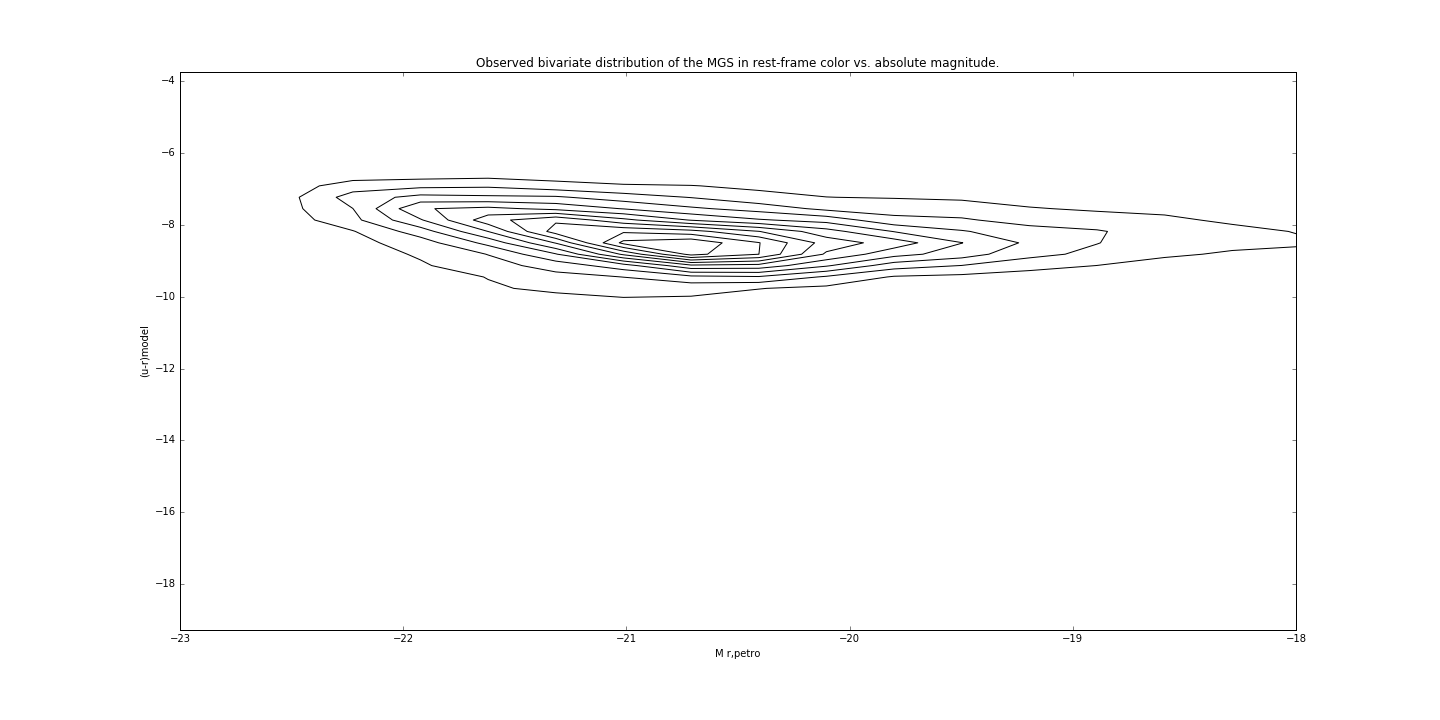 Observed bivariate distribution of the MGS in rest-frame color vs. absolute magnitude.
−4
−6
−8
−10
−12
−14
−16
−18
(u-r)model
−23 −22 −21 −20 −19 −18
M r,petro